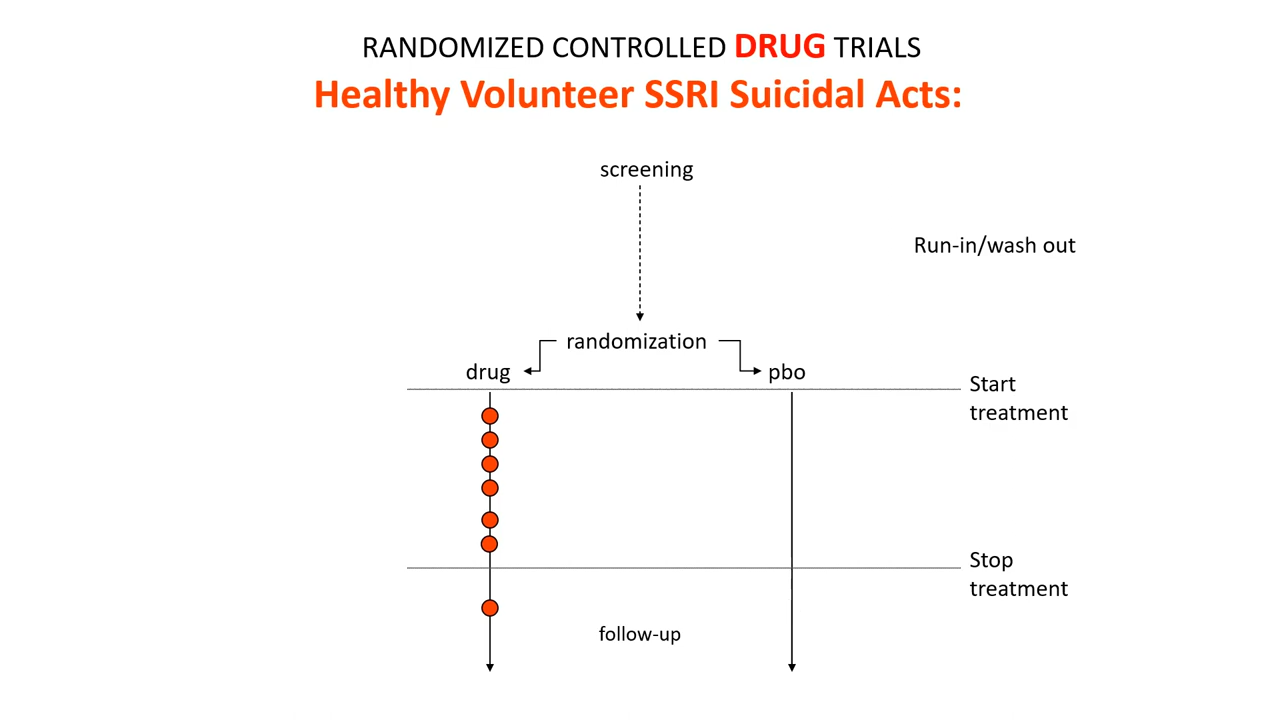 RANDOMIZED CONTROLLED DRUG TRIALS
Healthy Volunteer SSRI Suicidal Acts:
screening
Run-in/wash out
randomization
drug
pbo
Start
treatment
Stop
treatment
follow-up